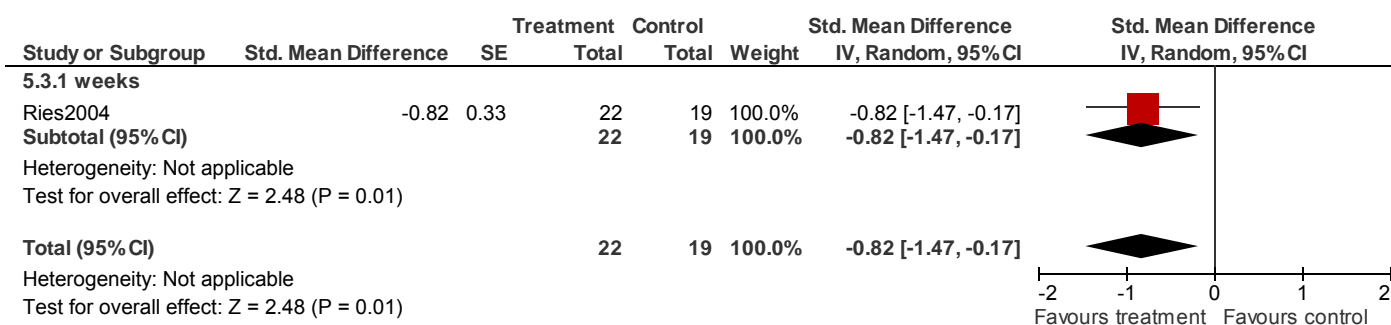 Treatment Control Std. Mean Difference Std. Mean Difference
Study or Subgroup Std. Mean Difference SE Total Total Weight IV, Random, 95% CI IV, Random, 95% CI
5.3.1 weeks
Ries2004 -0.82 0.33 22 19 100.0% -0.82 [-1.47, -0.17]
Subtotal (95% CI) 22 19 100.0% -0.82 [-1.47, -0.17]
Heterogeneity: Not applicable
Test for overall effect: Z = 2.48 (P = 0.01)
Total (95% CI) 22 19 100.0% -0.82 [-1.47, -0.17]
Heterogeneity: Not applicable
Test for overall effect: Z = 2.48 (P = 0.01)
-2 -1 0 1 2
Favours treatment Favours control